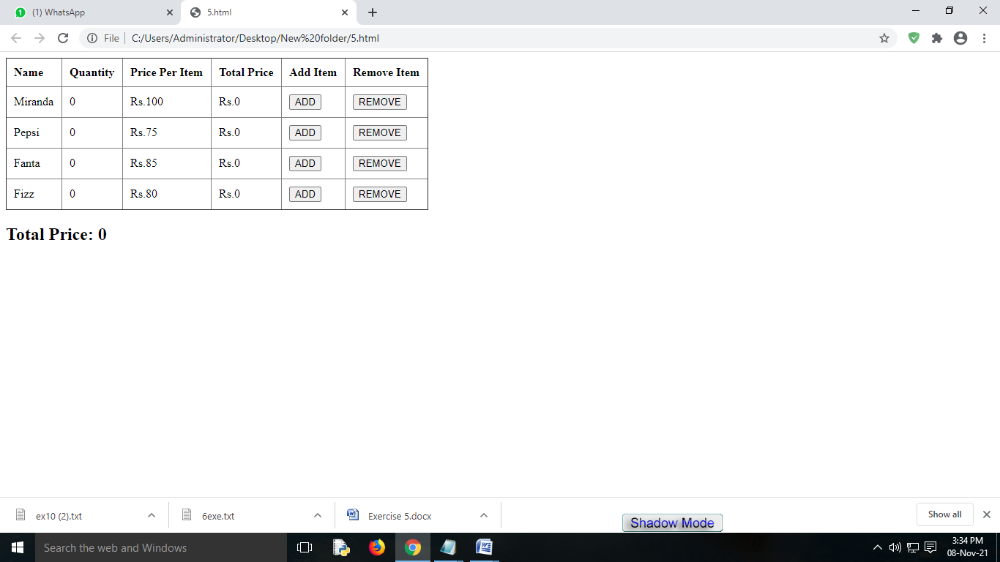 (1) WhatsApp
5.html
File | C:/Users/Administrator/Desktop/New%20folder/5.html
Name Quantity Price Per Item Total Price Add Item Remove Item
Miranda 0 Rs.100 Rs.0 ADD REMOVE
Pepsi 0 Rs.75 Rs.0 ADD REMOVE
Fanta 0 Rs.85 Rs.0 ADD REMOVE
Fizz 0 Rs.80 Rs.0 ADD REMOVE
Total Price: 0
ex10 (2).txt 6exe.txt Exercise 5.docx Show all
Shadow Mode
Search the web and Windows
3:34 PM
08-Nov-21